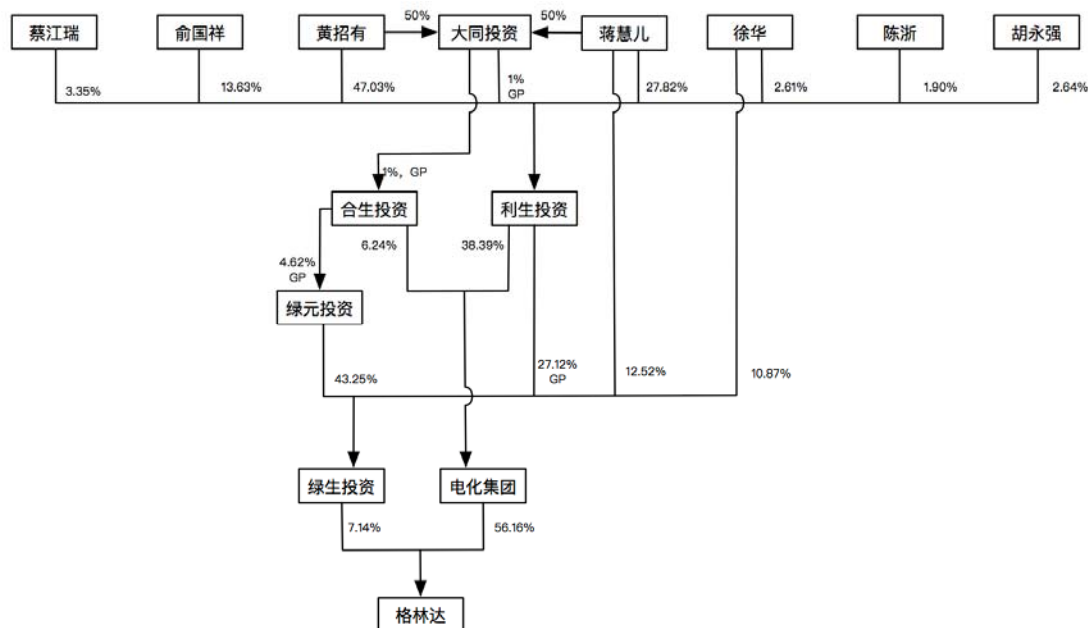 50%
50%
蔡江瑞
俞国祥
黄招有
大同投资
蒋慧儿
徐华
陈浙
胡永强
3.35%
13.63%
47.03%
1%
GP
27.82%
2.61%
1.90%
2.64%
1%，GP
合生投资
利生投资
6.24%
38.39%
4.62%
GP
绿元投资
43.25%
27.12%
GP
12.52%
10.87%
绿生投资
电化集团
7.14%
56.16%
格林达